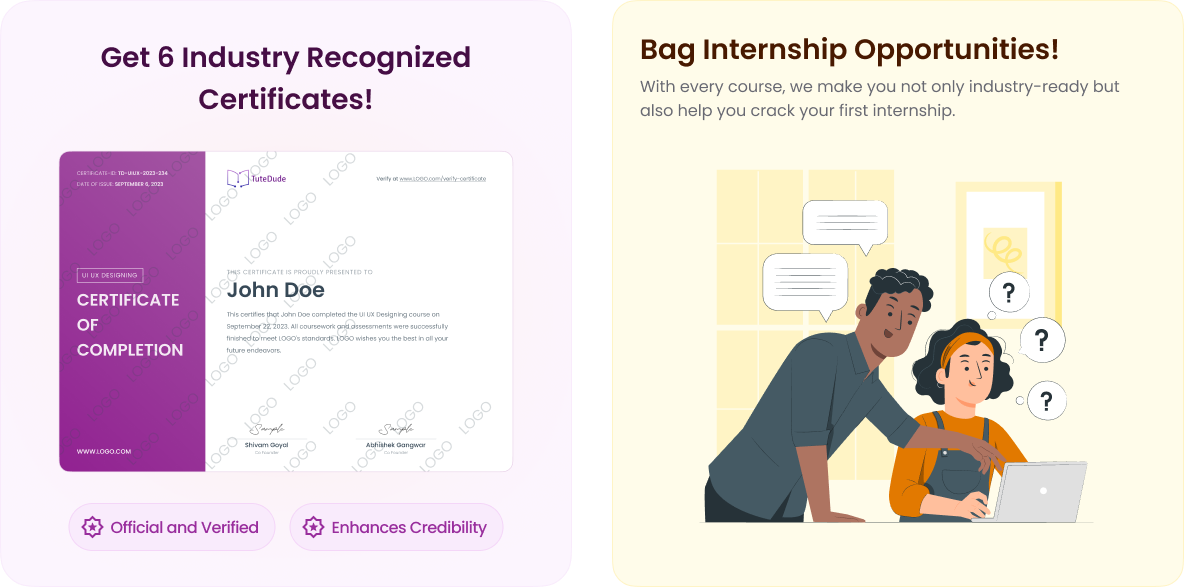 Get 6 Industry Recognized
Certificates!
CERTIFICATE-ID: TD-UIUX-2023-234
DATE OF ISSUE: SEPTEMBER 6, 2023
UI UX DESIGNING
CERTIFICATE
OF
COMPLETION
WWW.LOGO.COM
TuteDude
Verify at www.LOGO.com/verify-certificate
THIS CERTIFICATE IS PROUDLY PRESENTED TO
John Doe
This certifies that John Doe completed the UI UX Designing course on
September 22, 2023. All coursework and assessments were successfully
finished to meet LOGO's standards. LOGO wishes you the best in all your
future endeavors.
Sample
Shivam Goyal
Co Founder
Sample
Abhishek Gangwar
Co Founder
LOGO LOGO LOGO LOGO LOGO LOGO
Official and Verified
Enhances Credibility
Bag Internship Opportunities!
With every course, we make you not only industry-ready but
also help you crack your first internship.
?
?
?